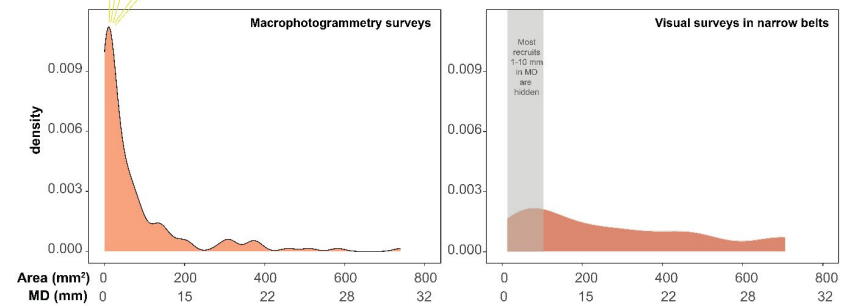 Macrophotogrammetry surveys
Visual surveys in narrow belts
Most
recruits
1-10 mm
in MD
are
hidden
density
0.009
0.006
0.003
0.000
0.009
0.006
0.003
0.000
Area (mm²) 0 200 400 600 800 0 200 400 600 800
MD (mm) 0 15 22 28 32 0 15 22 28 32